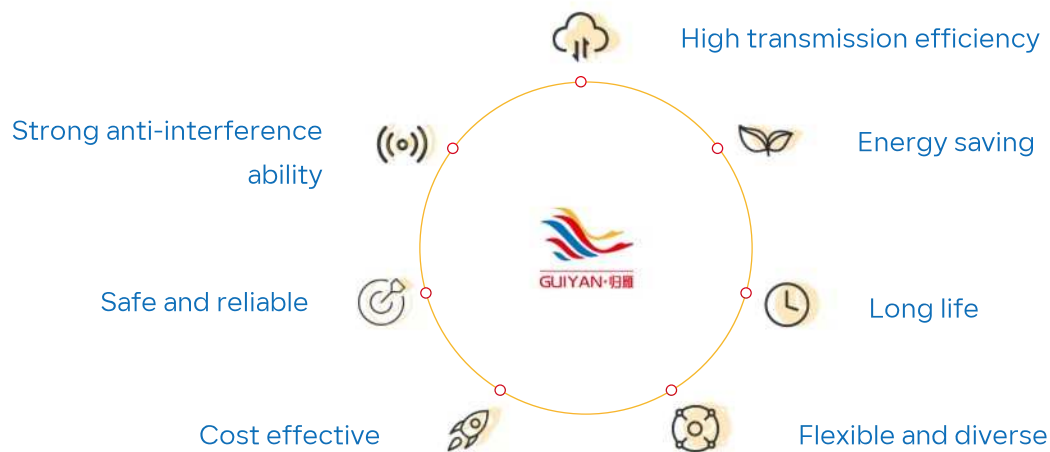 High transmission efficiency
Strong anti-interference
ability
Energy saving
GUIYAN·归雁
Safe and reliable
Long life
Cost effective
Flexible and diverse